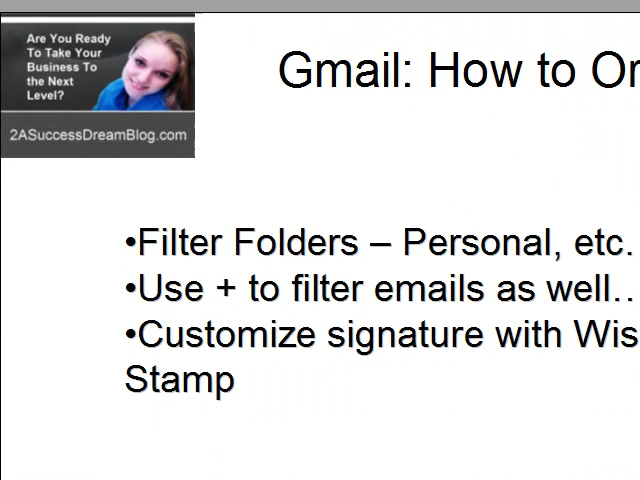 Are You Ready
To Take Your
Business To
the Next
Level?
2ASuccessDreamBlog.com
Gmail: How to Or
•Filter Folders – Personal, etc.
•Use + to filter emails as well..
•Customize signature with Wis
Stamp